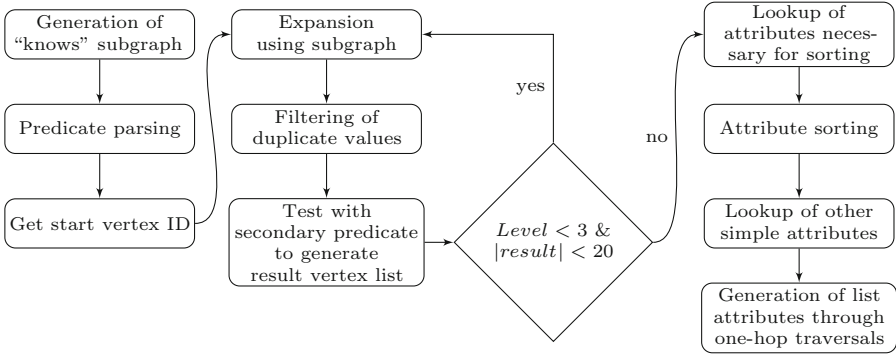 Generation of
“knows” subgraph
Predicate parsing
Get start vertex ID
Expansion
using subgraph
Filtering of
duplicate values
Test with
secondary predicate
to generate
result vertex list
yes
Level < 3 &
|result| < 20
no
Lookup of
attributes neces-
sary for sorting
Attribute sorting
Lookup of other
simple attributes
Generation of list
attributes through
one-hop traversals